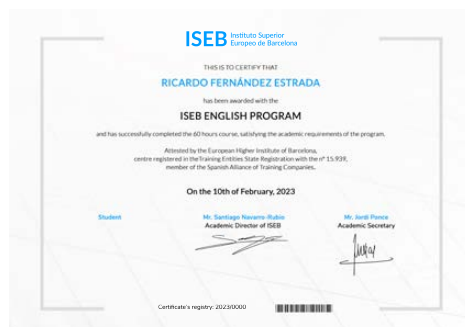 ISEB Instituto Superior
Europeo de Barcelona
THIS IS TO CERTIFY THAT
RICARDO FERNÁNDEZ ESTRADA
has been awarded with the
ISEB ENGLISH PROGRAM
and has successfully completed the 60 hours course, satisfying the academic requirements of the program.
Attested by the European Higher Institute of Barcelona,
centre registered in the Training Entities State Registration with the nº 15.939,
member of the Spanish Alliance of Training Companies.
On the 10th of February, 2023
Student
Mr. Santiago Navarro-Rubio
Mr. Jordi Ponce
Academic Director of ISEB
Academic Secretary
Certificate's registry: 2023/0000